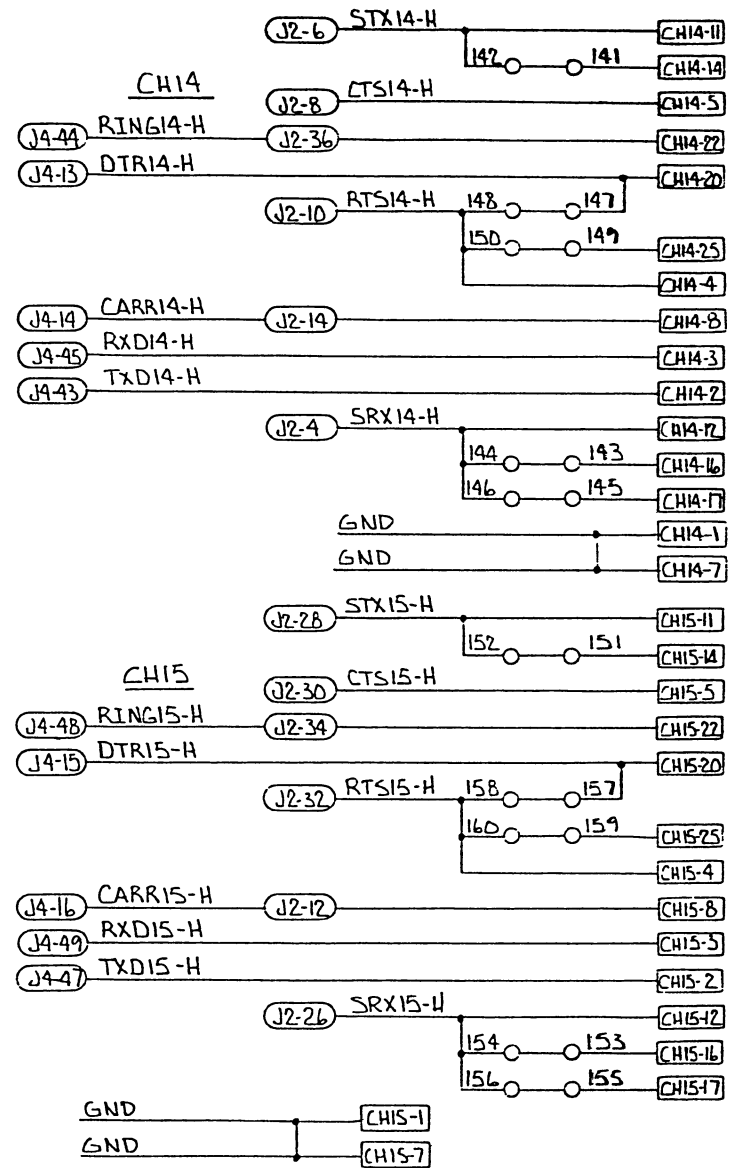 J2-6 STX14-H CH14-11
142 141 CH14-14
CH14
J2-8 CTS14-H CH14-5
J4-44 RING14-H J2-36 CH14-22
J4-13 DTR14-H CH14-20
J2-10 RTS14-H 148 147
150 149 CH14-25
CH14-4
J4-14 CARR14-H J2-14 CH14-8
J4-45 RXD14-H CH14-3
J4-43 TXD14-H CH14-2
J2-4 SRX14-H CH14-12
144 143 CH14-16
146 145 CH14-17
GND CH14-1
GND CH14-7
J2-28 STX15-H CH15-11
152 151 CH15-14
CH15
J2-30 CTS15-H CH15-5
J4-48 RING15-H J2-34 CH15-22
J4-15 DTR15-H CH15-20
J2-32 RTS15-H 158 157
160 159 CH15-25
CH15-4
J4-16 CARR15-H J2-12 CH15-8
J4-49 RXD15-H CH15-3
J4-47 TXD15-H CH15-2
J2-26 SRX15-H CH15-12
154 153 CH15-16
156 155 CH15-17
GND CH15-1
GND CH15-7